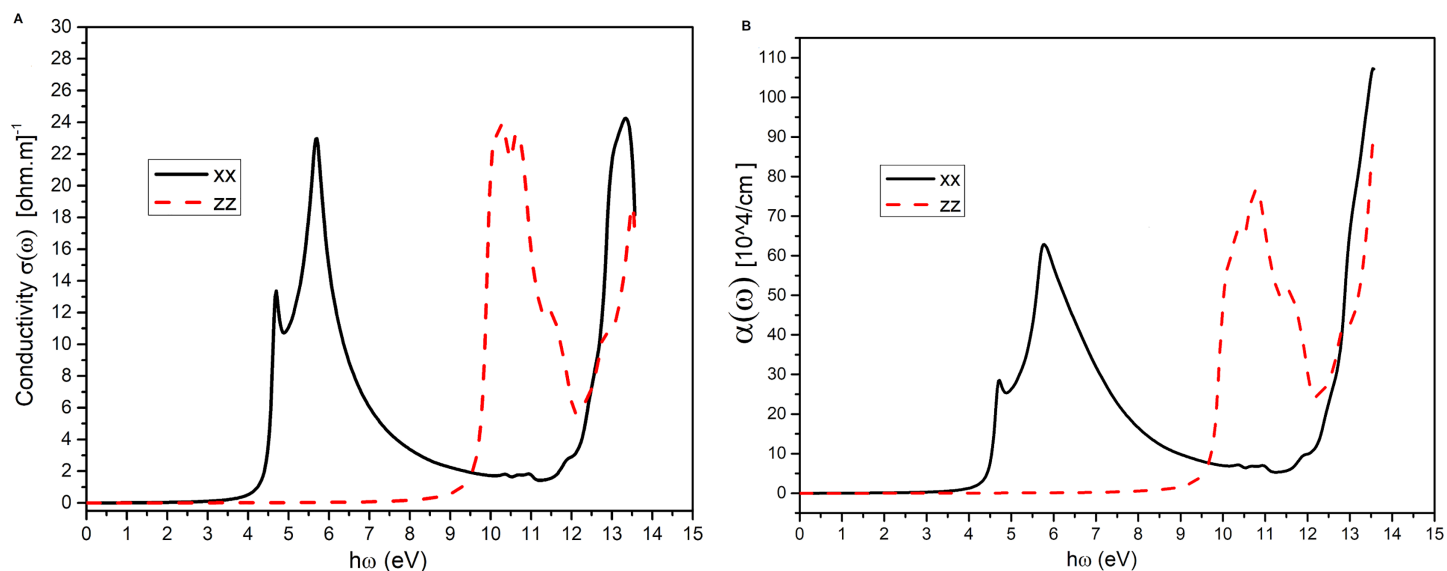 A
30
28
26
24
22
20
18
16
14
12
10
8
6
4
2
0
Conductivity σ(ω) [ohm.m]⁻¹
xx
zz
0 1 2 3 4 5 6 7 8 9 10 11 12 13 14 15
hω (eV)
B
110
100
90
80
70
60
50
40
30
20
10
0
α(ω) [10^4/cm]
xx
zz
0 1 2 3 4 5 6 7 8 9 10 11 12 13 14 15
hω (eV)